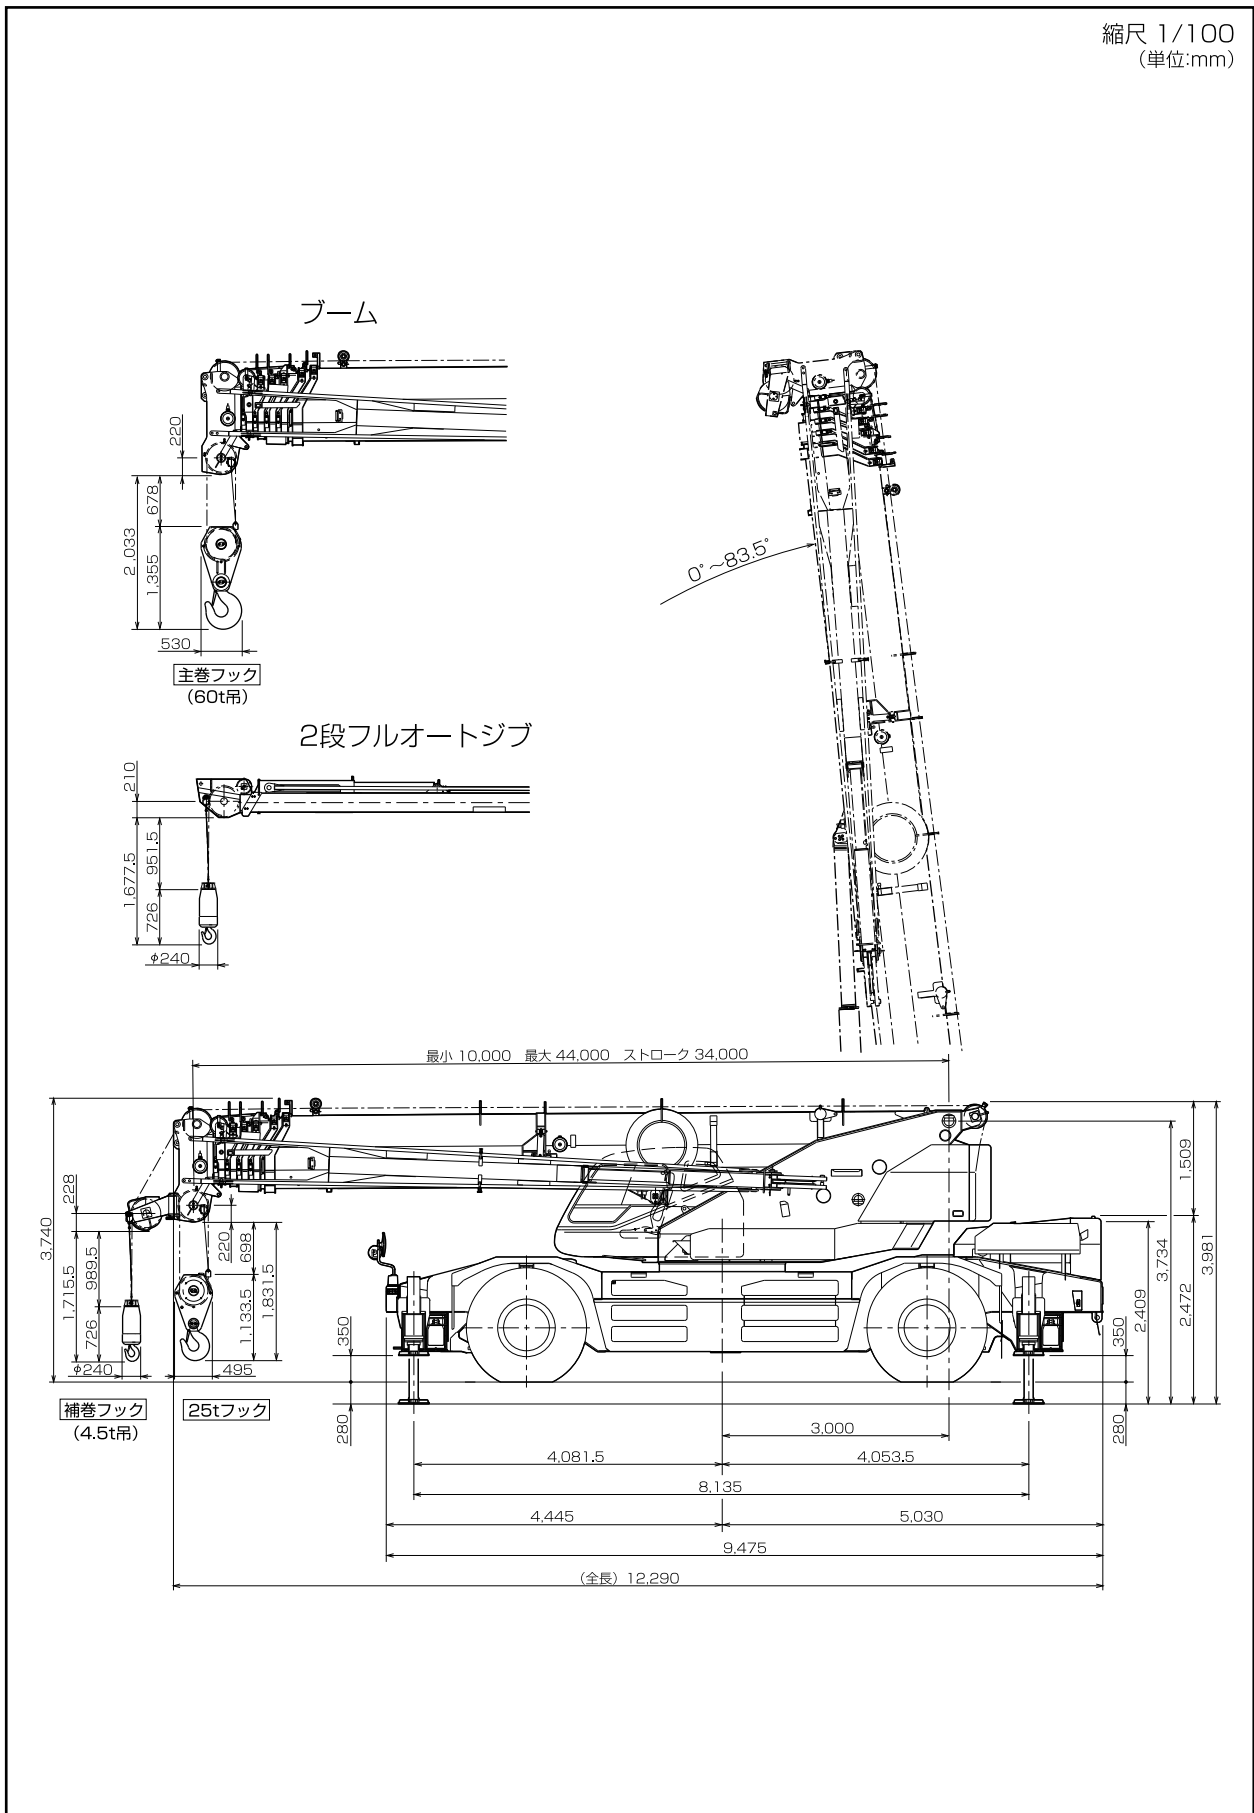 縮尺 1/100
(単位:mm)
ブーム
220
678
2,033
1,355
530
主巻フック
(60t吊)
0°~83.5°
2段フルオートジブ
210
951.5
1,677.5
726
φ240
最小 10,000 最大 44,000 ストローク 34,000
3,740
228
1,715.5
989.5
726
φ240
220
698
1,133.5
1,831.5
495
補巻フック
(4.5t吊)
25tフック
350
280
1,509
3,734
3,981
2,472
2,409
350
280
3,000
4,081.5
4,053.5
8,135
4,445
5,030
9,475
(全長) 12,290